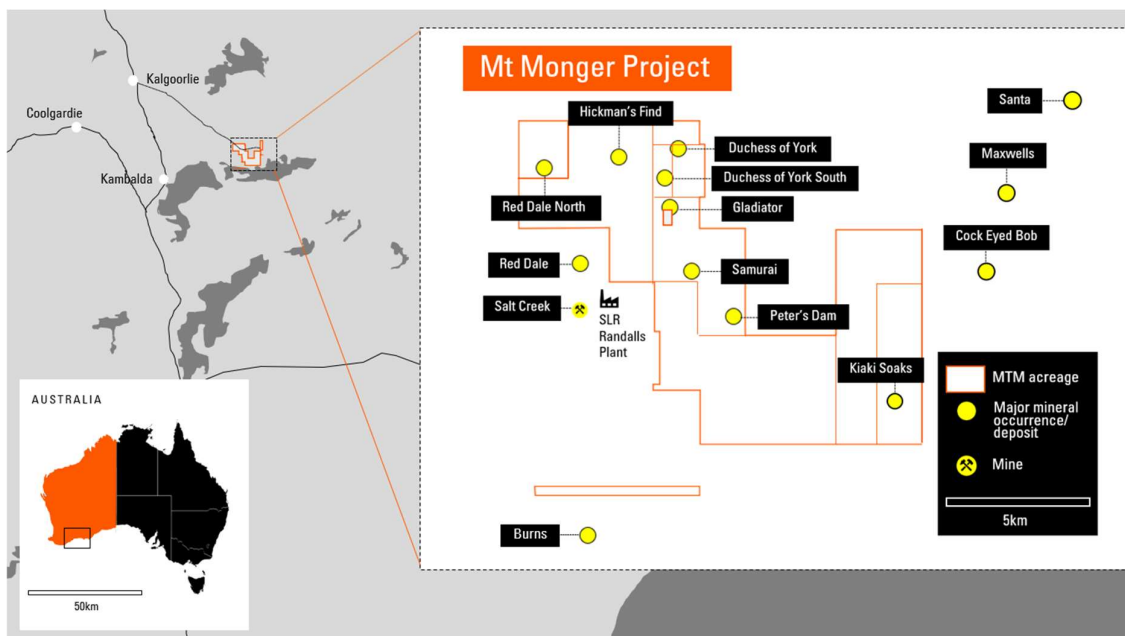 Mt Monger Project
Kalgoorlie
Coolgardie
Kambalda
Hickman's Find
Santa
Duchess of York
Maxwells
Duchess of York South
Red Dale North
Gladiator
Cock Eyed Bob
Red Dale
Samurai
Salt Creek
SLR
Randalls
Plant
Peter's Dam
Kiaki Soaks
MTM acreage
Major mineral
occurrence/
deposit
Mine
5km
Burns
AUSTRALIA
50km